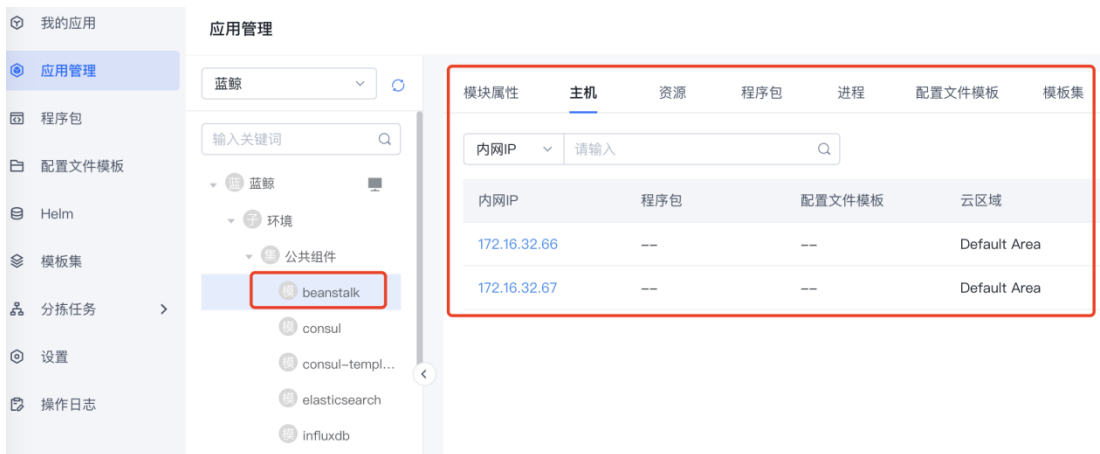 我的应用
应用管理
程序包
配置文件模板
Helm
模板集
分拣任务
设置
操作日志
应用管理
蓝鲸
输入关键词
蓝 蓝鲸
子 环境
集 公共组件
模 beanstalk
模 consul
模 consul-templ...
模 elasticsearch
模 influxdb
模块属性 主机 资源 程序包 进程 配置文件模板 模板集
内网IP 请输入
内网IP 程序包 配置文件模板 云区域
172.16.32.66 -- -- Default Area
172.16.32.67 -- -- Default Area